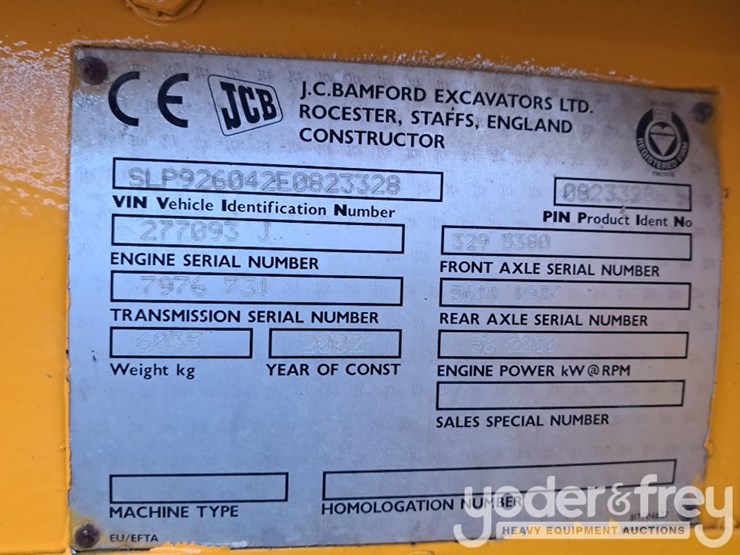 CE JCB J.C.BAMFORD EXCAVATORS LTD.
ROCESTER, STAFFS, ENGLAND
CONSTRUCTOR
SLP926042E0823328
VIN Vehicle Identification Number
PIN Product Ident No
277093 J
329 5380
ENGINE SERIAL NUMBER
FRONT AXLE SERIAL NUMBER
7976 731
TRANSMISSION SERIAL NUMBER
REAR AXLE SERIAL NUMBER
6035
2002
56 2200
Weight kg
YEAR OF CONST
ENGINE POWER kW @ RPM
SALES SPECIAL NUMBER
MACHINE TYPE
HOMOLOGATION NUMBER
EU/EFTA
yoder&frey
HEAVY EQUIPMENT AUCTIONS